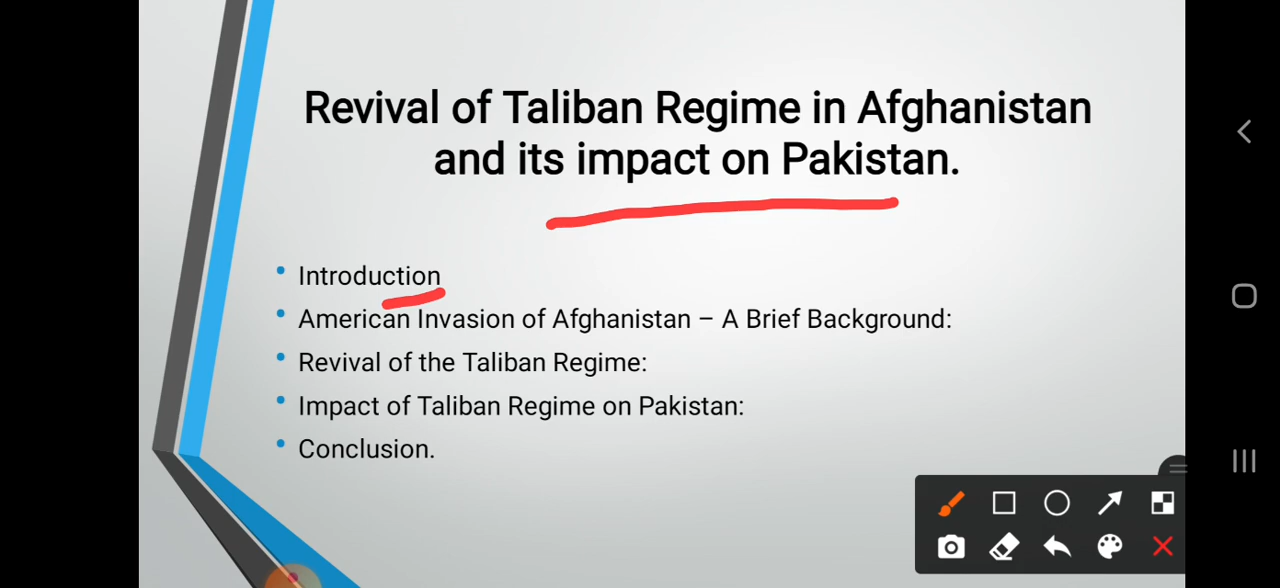 Revival of Taliban Regime in Afghanistan
and its impact on Pakistan.
Introduction
American Invasion of Afghanistan – A Brief Background:
Revival of the Taliban Regime:
Impact of Taliban Regime on Pakistan:
Conclusion.